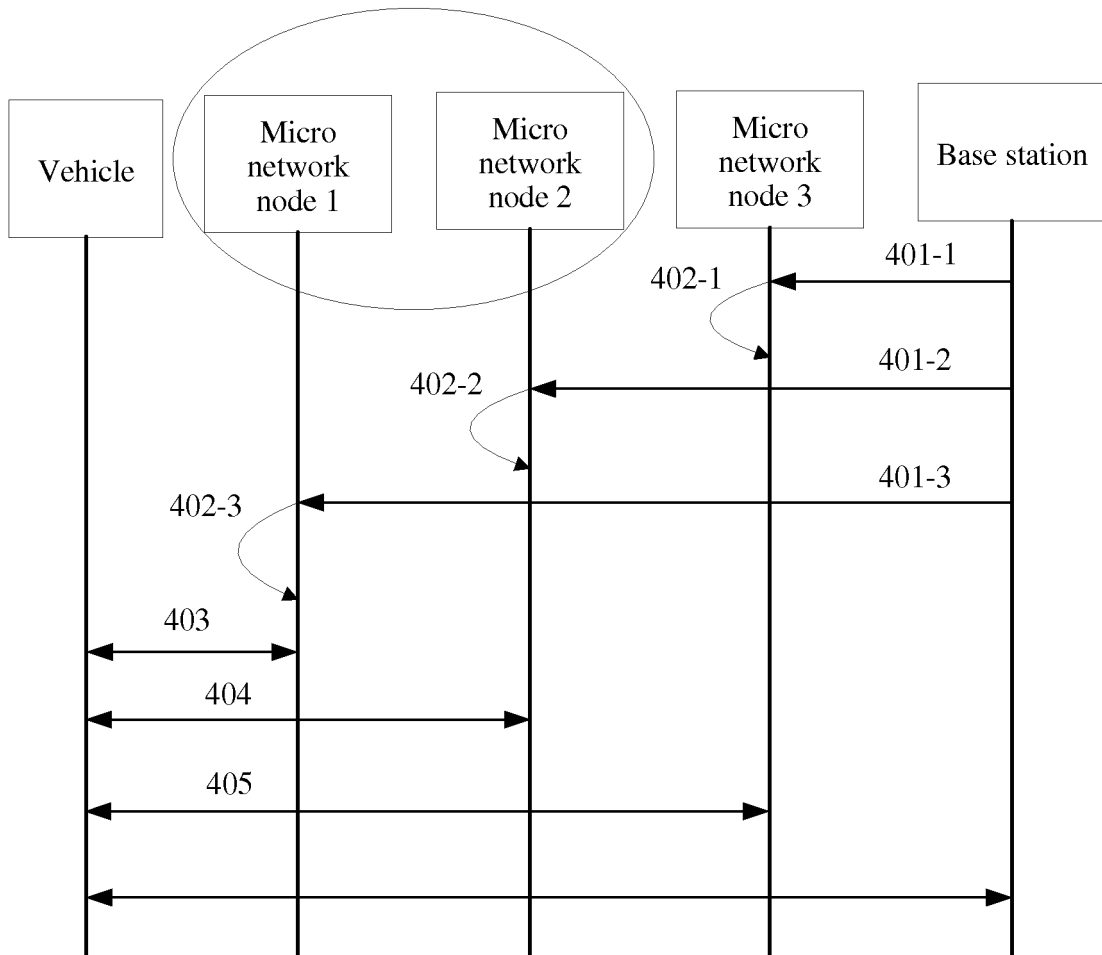 Vehicle
Micro
network
node 1
Micro
network
node 2
Micro
network
node 3
Base station
401-1
402-1
401-2
402-2
401-3
402-3
403
404
405